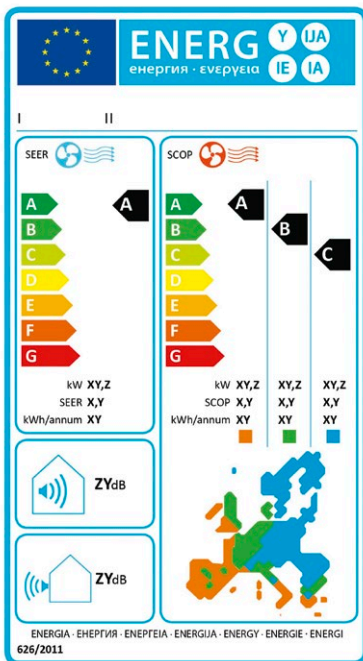 ENERG Y IJA
енергия · ενεργεια IE IA
I II
SEER
A A
B
C
D
E
F
G
kW XY,Z
SEER X,Y
kWh/annum XY
SCOP
A A
B B
C C
D
E
F
G
kW XY,Z XY,Z XY,Z
SCOP X,Y X,Y X,Y
kWh/annum XY XY XY
ZYdB
ZYdB
ENERGIA · ЕНЕРГИЯ · ΕΝΕΡΓΕΙΑ · ENERGIJA · ENERGY · ENERGIE · ENERGI
626/2011